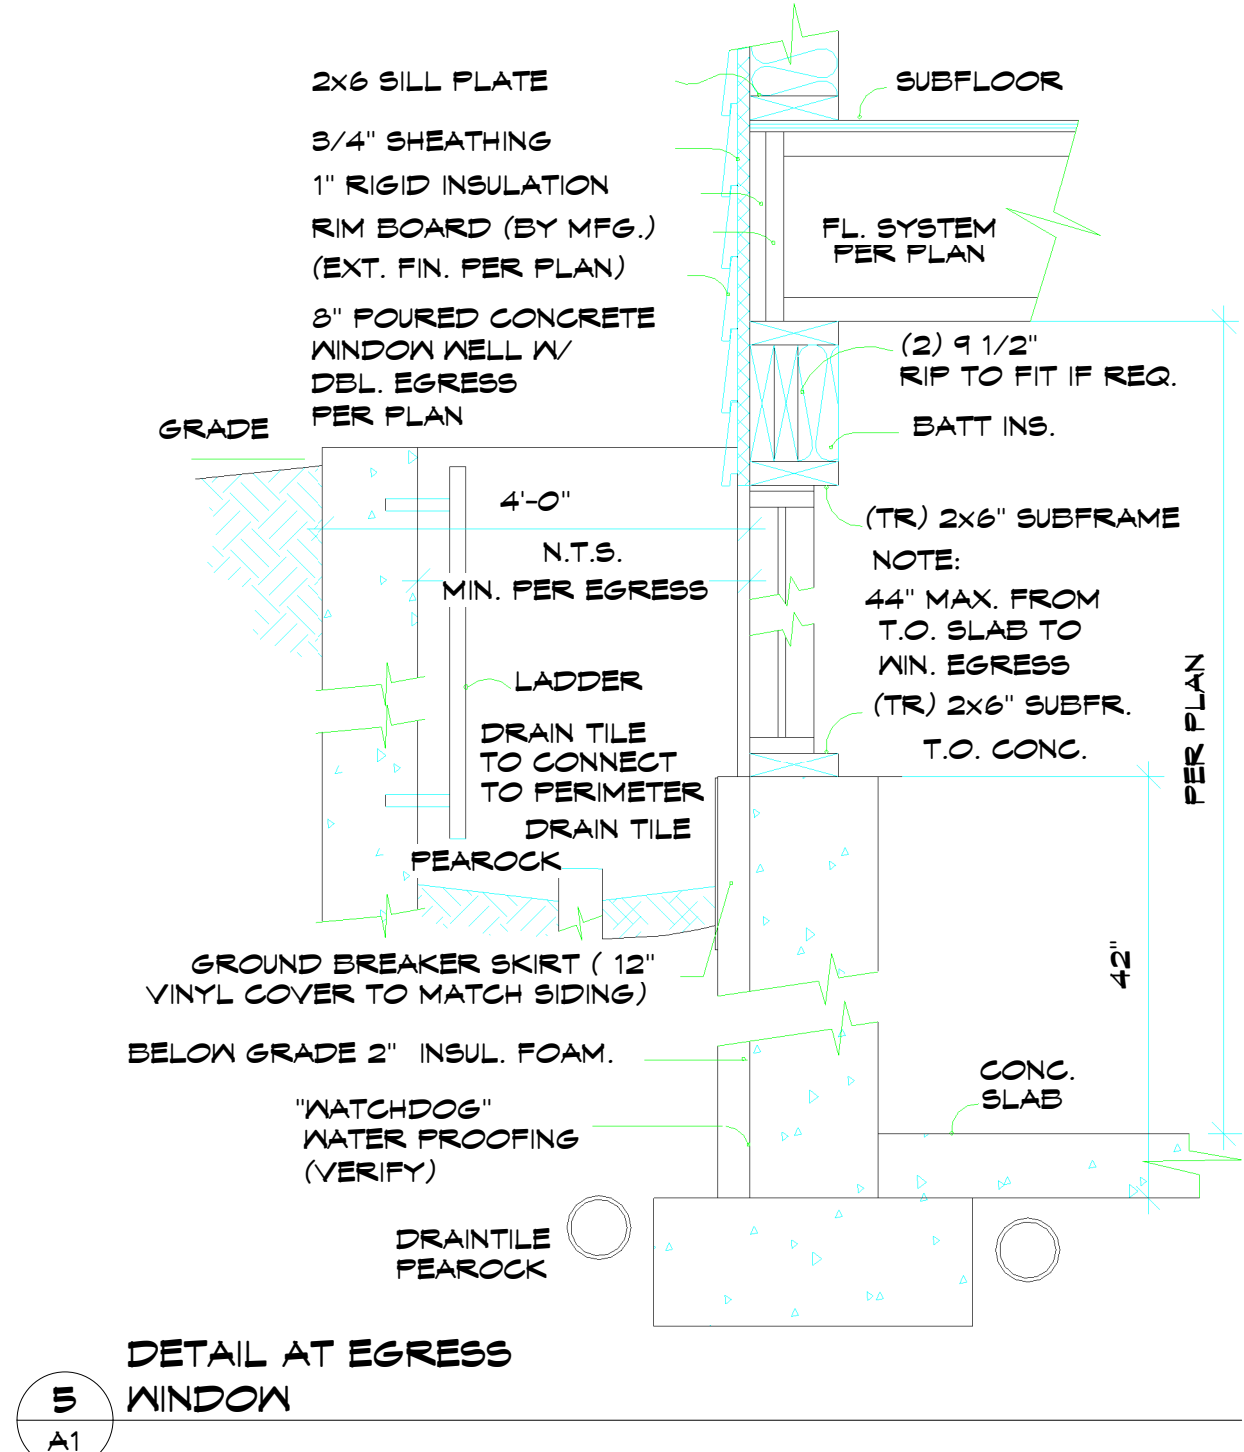 2x6 SILL PLATE
SUBFLOOR
3/4" SHEATHING
1" RIGID INSULATION
RIM BOARD (BY MFG.)
(EXT. FIN. PER PLAN)
FL. SYSTEM
PER PLAN
8" POURED CONCRETE
WINDOW WELL W/
DBL. EGRESS
PER PLAN
(2) 9 1/2"
RIP TO FIT IF REQ.
BATT INS.
GRADE
4'-0"
N.T.S.
MIN. PER EGRESS
(TR) 2x6" SUBFRAME
NOTE:
44" MAX. FROM
T.O. SLAB TO
WIN. EGRESS
(TR) 2x6" SUBFR.
T.O. CONC.
PER PLAN
LADDER
DRAIN TILE
TO CONNECT
TO PERIMETER
DRAIN TILE
PEAROCK
GROUND BREAKER SKIRT ( 12"
VINYL COVER TO MATCH SIDING)
42"
BELOW GRADE 2" INSUL. FOAM.
CONC.
SLAB
"WATCHDOG"
WATER PROOFING
(VERIFY)
DRAINTILE
PEAROCK
DETAIL AT EGRESS
WINDOW
5
A1